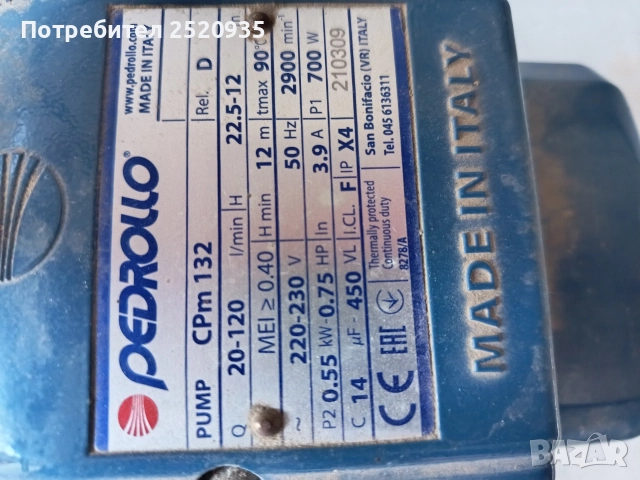 Потребител 2520935
PEDROLLO®
www.pedrollo.com
MADE IN ITALY
PUMP CPm 132 Rel. D
Q 20-120 l/min H 22.5-12 m
MEI ≥ 0.40 H min 12 m tmax 90°C
~ 220-230 V 50 Hz 2900 min⁻¹
P2 0.55 kW-0.75 HP In 3.9 A P1 700 W
C 14 µF- 450 VL I.CL. F IP X4 210309
CE EAC
Thermally protected
Continuous duty
8278/A
San Bonifacio (VR) ITALY
Tel. 045 6136311
MADE IN ITALY
BAZAR